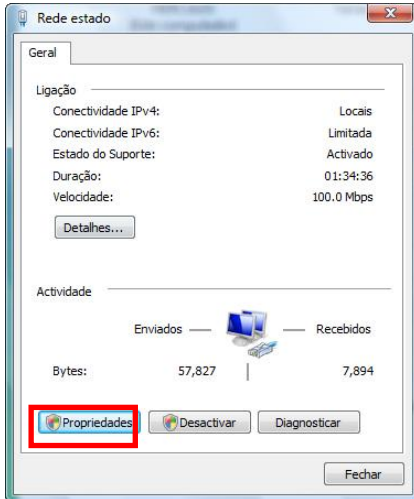 Rede estado
Geral
Ligação
Conectividade IPv4: Locais
Conectividade IPv6: Limitada
Estado do Suporte: Activado
Duração: 01:34:36
Velocidade: 100.0 Mbps
Detalhes...
Actividade
Enviados Recebidos
Bytes: 57,827 7,894
Propriedades Desactivar Diagnosticar
Fechar